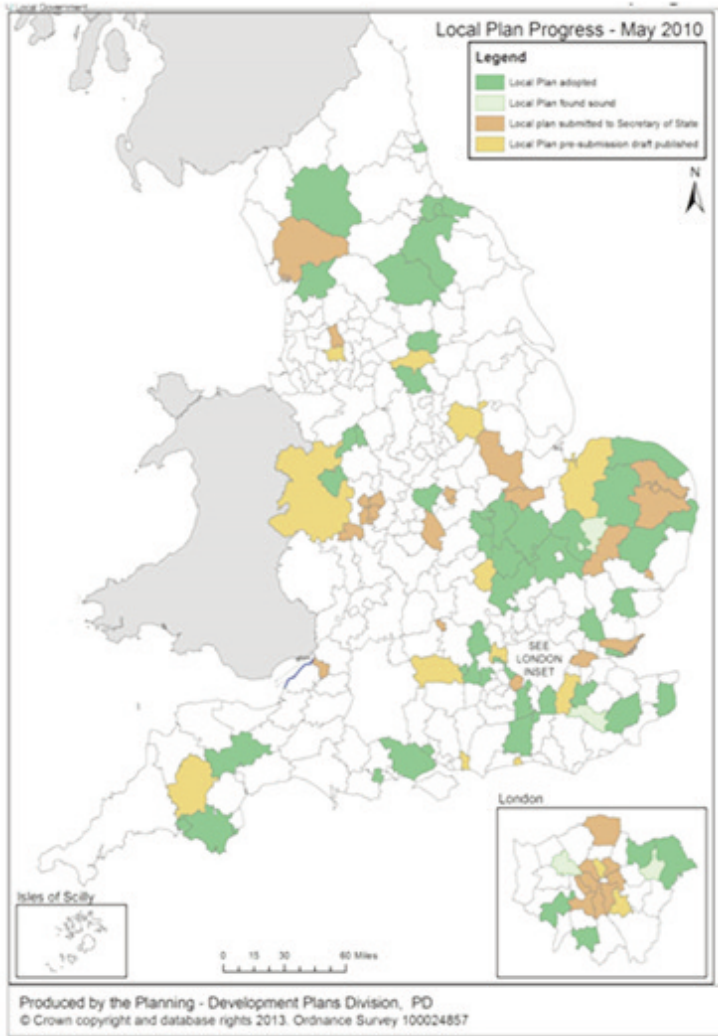 Local Government
Local Plan Progress - May 2010
Legend
Local Plan adopted
Local Plan found sound
Local plan submitted to Secretary of State
Local Plan pre-submission draft published
N
SEE
LONDON
INSET
London
Isles of Scilly
0 15 30 60 Miles
Produced by the Planning - Development Plans Division, PD
© Crown copyright and database rights 2013. Ordnance Survey 100024857